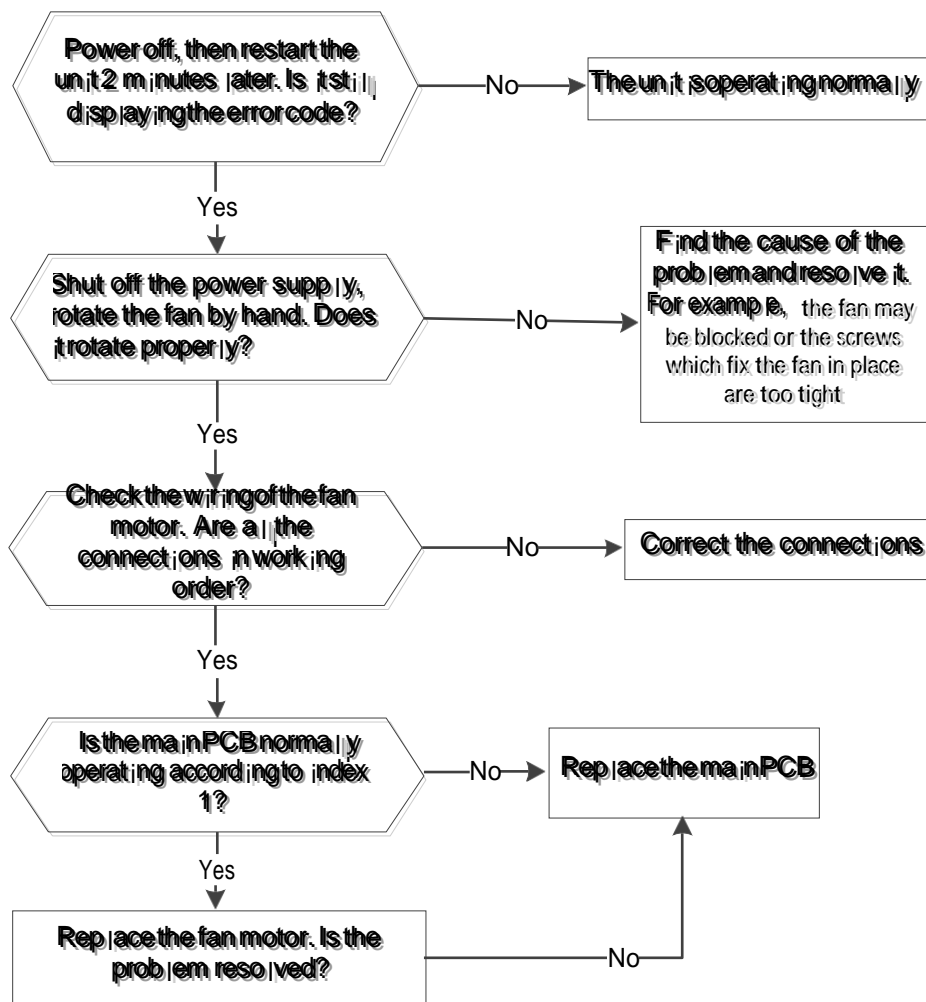 Power off, then restart the
unit 2 minutes later. Is it still
displaying the error code?
No
The unit is operating normally
Yes
Shut off the power supply,
rotate the fan by hand. Does
it rotate properly?
No
Find the cause of the
problem and resolve it.
For example, the fan may
be blocked or the screws
which fix the fan in place
are too tight
Yes
Check the wiring of the fan
motor. Are all the
connections in working
order?
No
Correct the connections
Yes
Is the main PCB normally
operating according to index
1?
No
Replace the main PCB
Yes
Replace the fan motor. Is the
problem resolved?
No